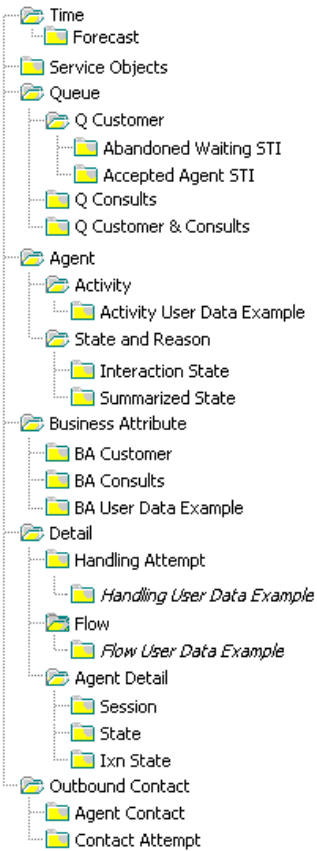 Time
Forecast
Service Objects
Queue
Q Customer
Abandoned Waiting STI
Accepted Agent STI
Q Consults
Q Customer & Consults
Agent
Activity
Activity User Data Example
State and Reason
Interaction State
Summarized State
Business Attribute
BA Customer
BA Consults
BA User Data Example
Detail
Handling Attempt
Handling User Data Example
Flow
Flow User Data Example
Agent Detail
Session
State
Ixn State
Outbound Contact
Agent Contact
Contact Attempt